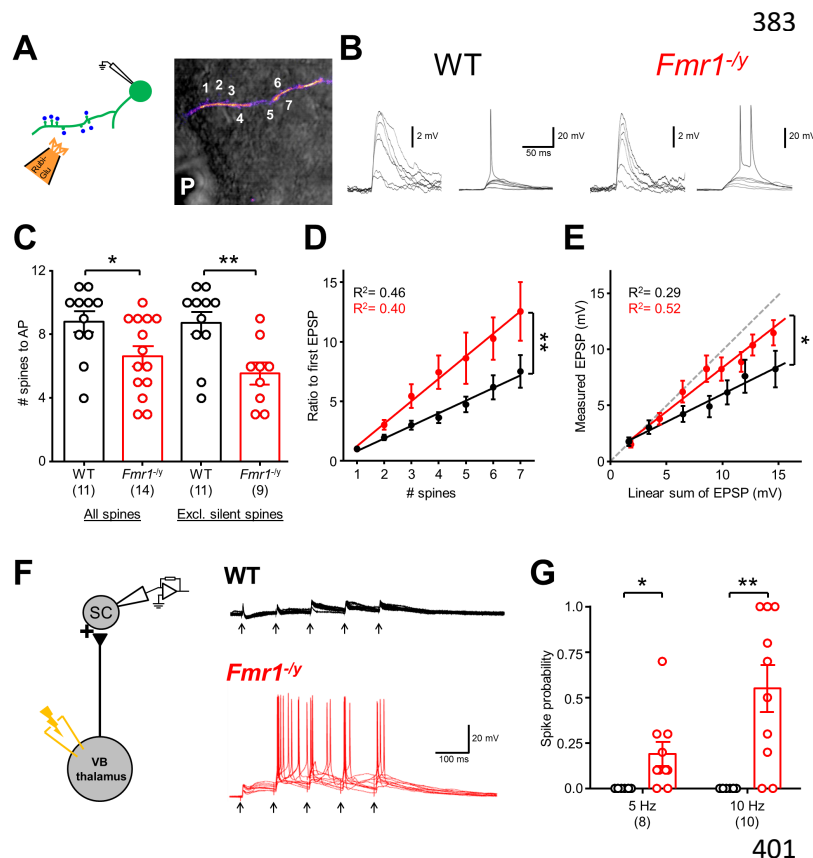 383
A
Rubi-Glu
1 2 3 4 5 6 7
P
B
WT
Fmr1-/y
2 mV
20 mV
50 ms
2 mV
20 mV
C
* **
# spines to AP
12
8
4
0
WT Fmr1-/y WT Fmr1-/y
(11) (14) (11) (9)
All spines Excl. silent spines
D
R2= 0.46
R2= 0.40
Ratio to first EPSP
15
10
5
0
1 2 3 4 5 6 7
# spines
**
E
R2= 0.29
R2= 0.52
Measured EPSP (mV)
15
10
5
0
0 5 10 15
Linear sum of EPSP (mV)
*
F
SC
+
VB
thalamus
WT
Fmr1-/y
20 mV
100 ms
G
* **
Spike probability
1.0
0.75
0.5
0.25
0.0
5 Hz 10 Hz
(8) (10)
401